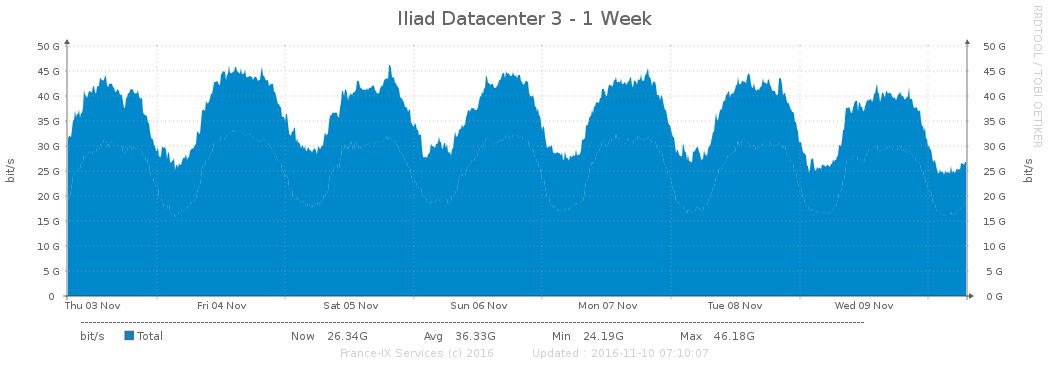 Iliad Datacenter 3 - 1 Week
RRDTOOL / TOBI OETIKER
50 G 50 G
45 G 45 G
40 G 40 G
35 G 35 G
30 G 30 G
25 G 25 G
20 G 20 G
15 G 15 G
10 G 10 G
5 G 5 G
0 0 G
bit/s
bit/s
Thu 03 Nov Fri 04 Nov Sat 05 Nov Sun 06 Nov Mon 07 Nov Tue 08 Nov Wed 09 Nov
bit/s Total Now 26.34G Avg 36.33G Min 24.19G Max 46.18G
France-IX Services (c) 2016 Updated : 2016-11-10 07:10:07